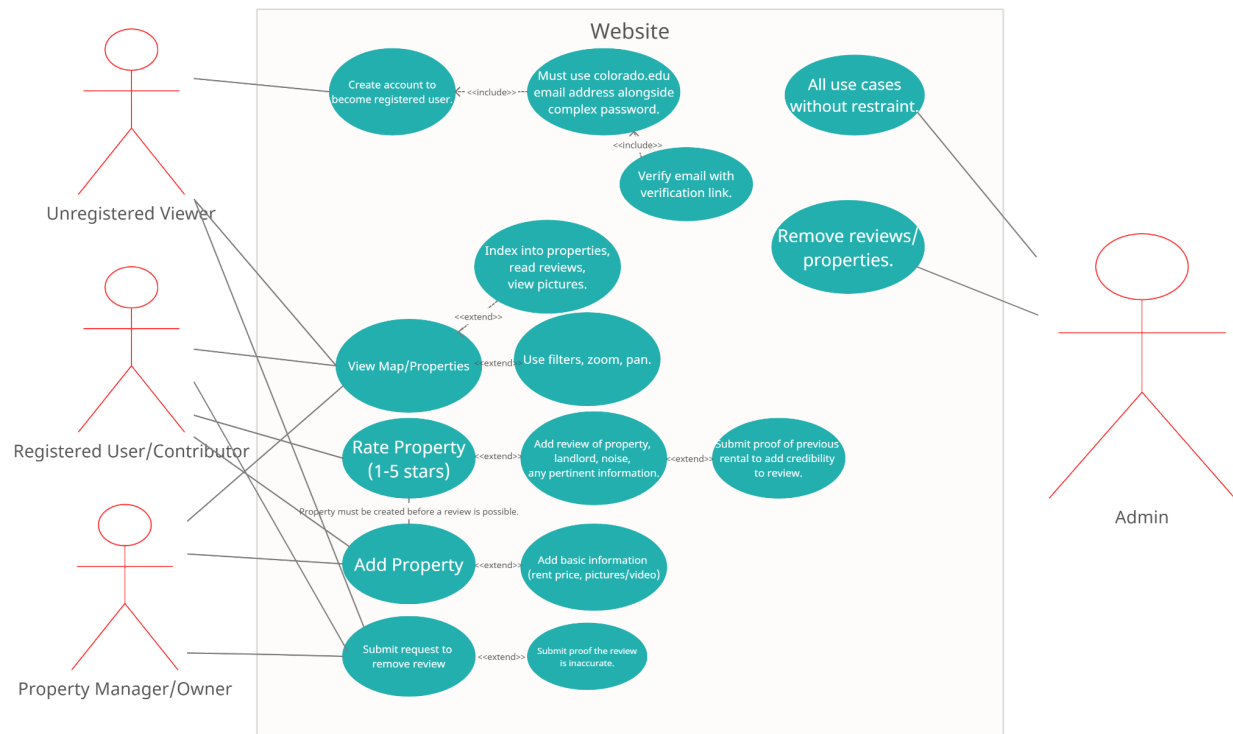 Website
Create account to
become registered user.
<<include>>
Must use colorado.edu
email address alongside
complex password.
All use cases
without restraint.
<<include>>
Verify email with
verification link.
Unregistered Viewer
Remove reviews/
properties.
Index into properties,
read reviews,
view pictures.
<<extend>>
View Map/Properties
<<extend>>
Use filters, zoom, pan.
Registered User/Contributor
Rate Property
(1-5 stars)
<<extend>>
Add review of property,
landlord, noise,
any pertinent information.
<<extend>>
Submit proof of previous
rental to add credibility
to review.
Property must be created before a review is possible.
Admin
Add Property
<<extend>>
Add basic information
(rent price, pictures/video)
Submit request to
remove review
<<extend>>
Submit proof the review
is inaccurate.
Property Manager/Owner